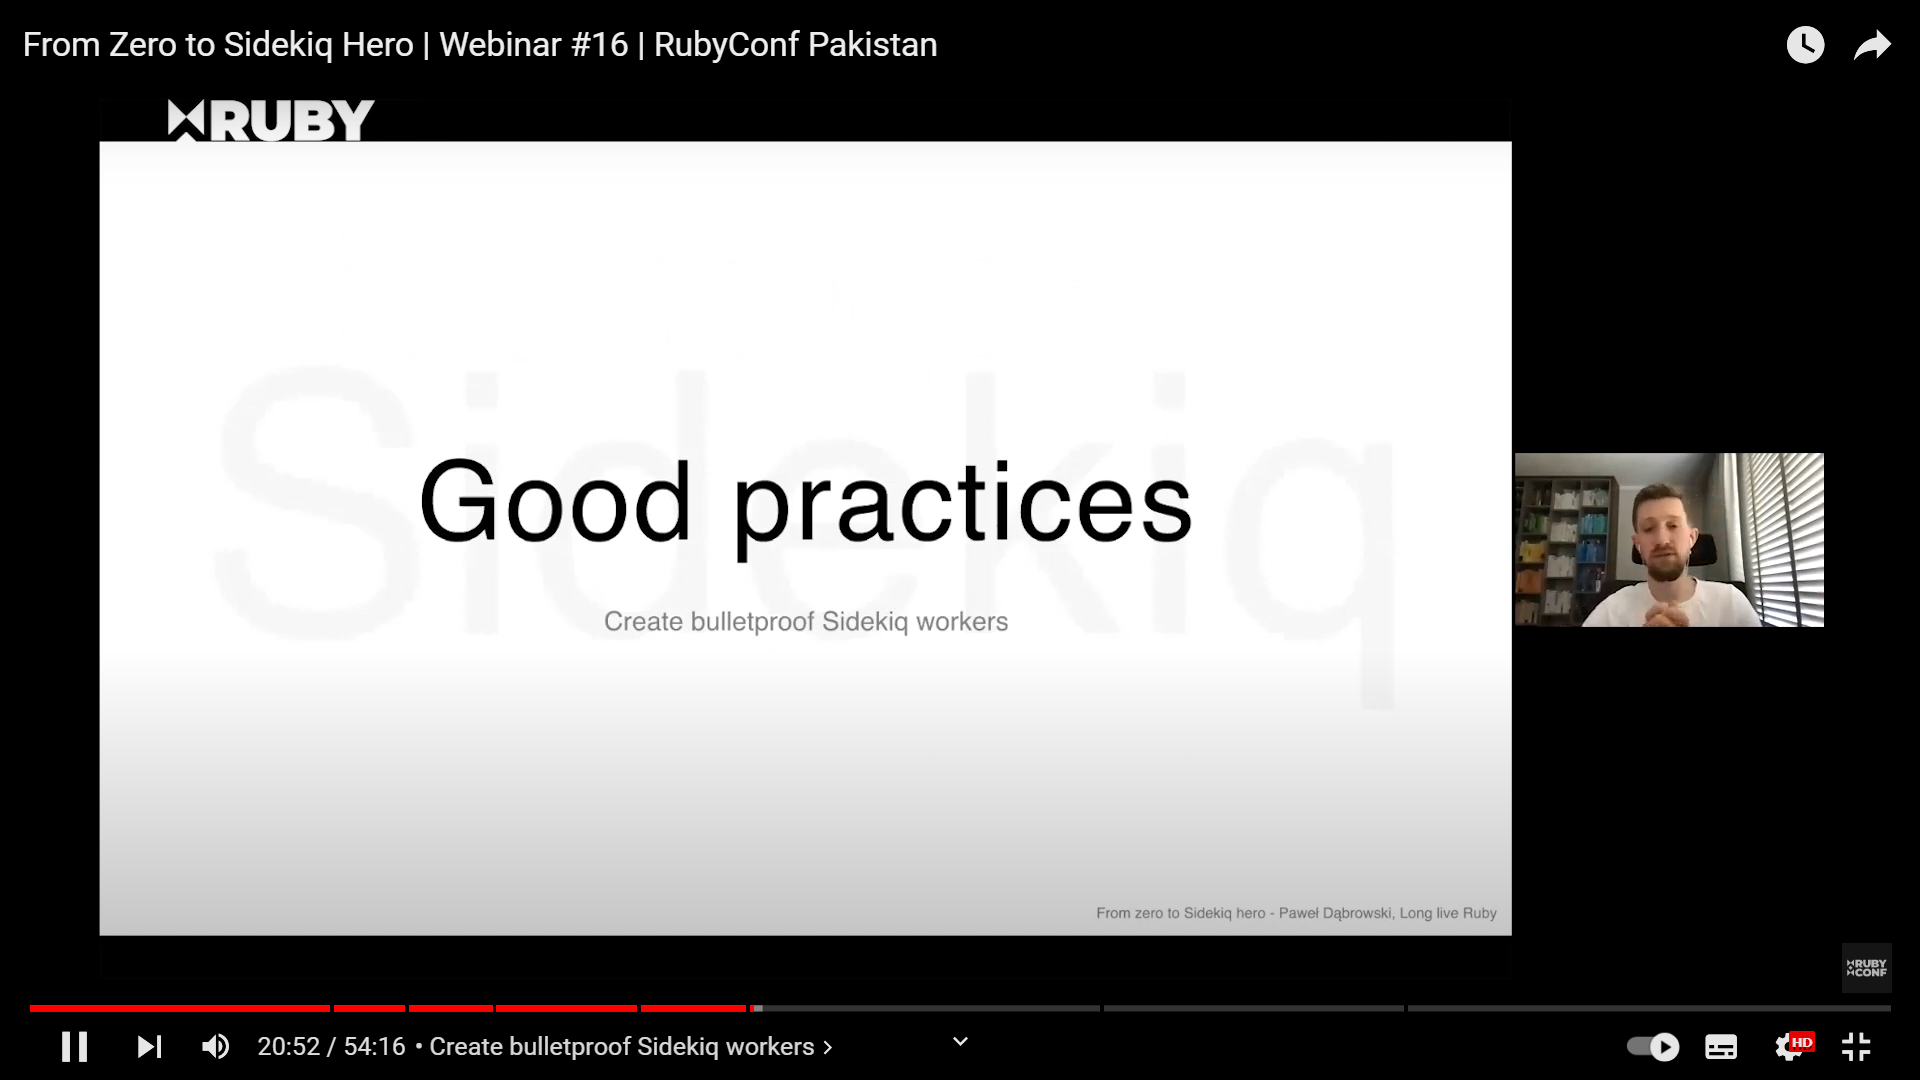 From Zero to Sidekiq Hero | Webinar #16 | RubyConf Pakistan
RUBY
Sidekiq
Good practices
Create bulletproof Sidekiq workers
From zero to Sidekiq hero - Paweł Dąbrowski, Long live Ruby
RUBY
CONF
20:52 / 54:16 • Create bulletproof Sidekiq workers
HD